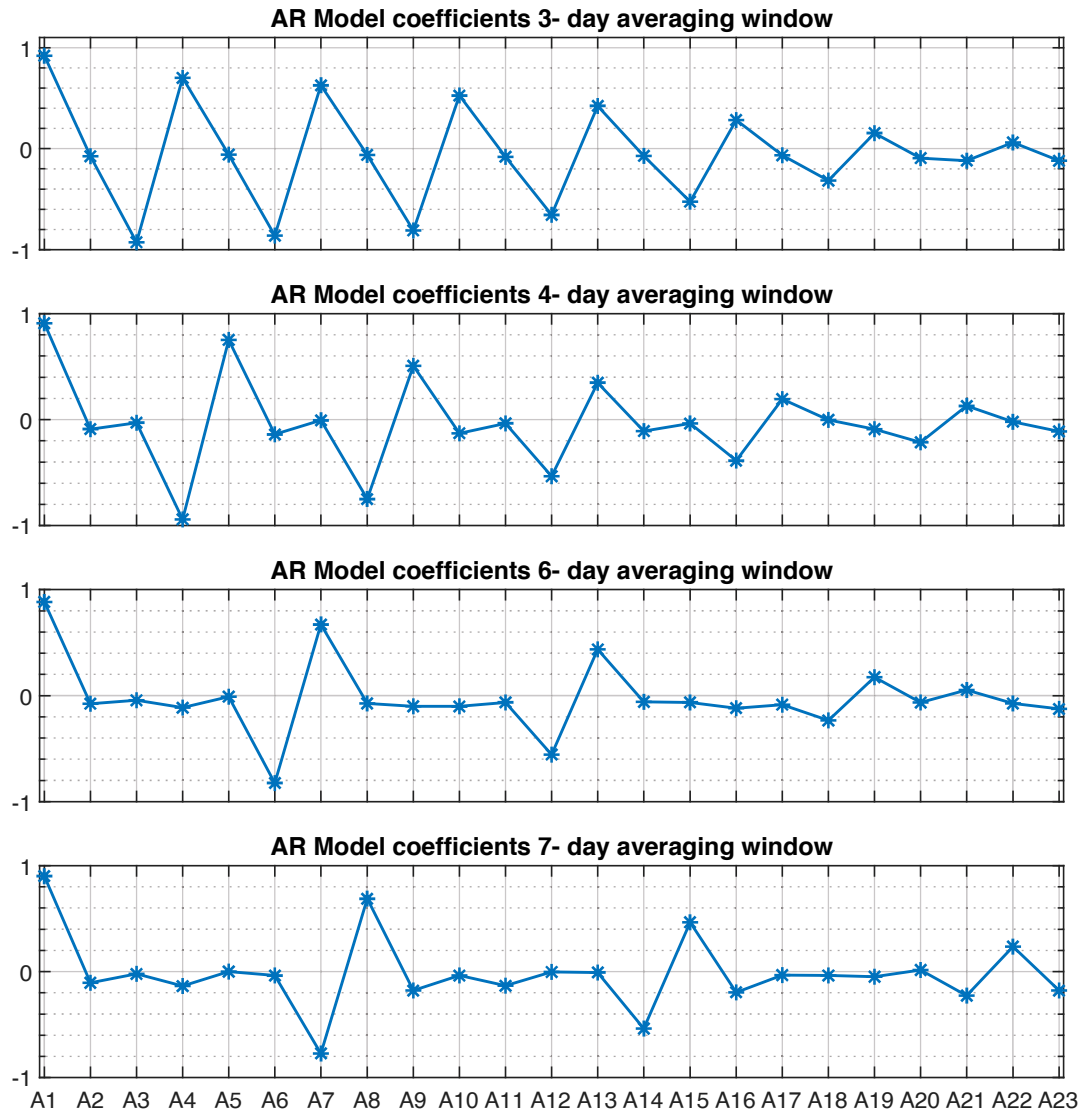 AR Model coefficients 3- day averaging window
1
0
-1
AR Model coefficients 4- day averaging window
1
0
-1
AR Model coefficients 6- day averaging window
1
0
-1
AR Model coefficients 7- day averaging window
1
0
-1
A1 A2 A3 A4 A5 A6 A7 A8 A9 A10 A11 A12 A13 A14 A15 A16 A17 A18 A19 A20 A21 A22 A23